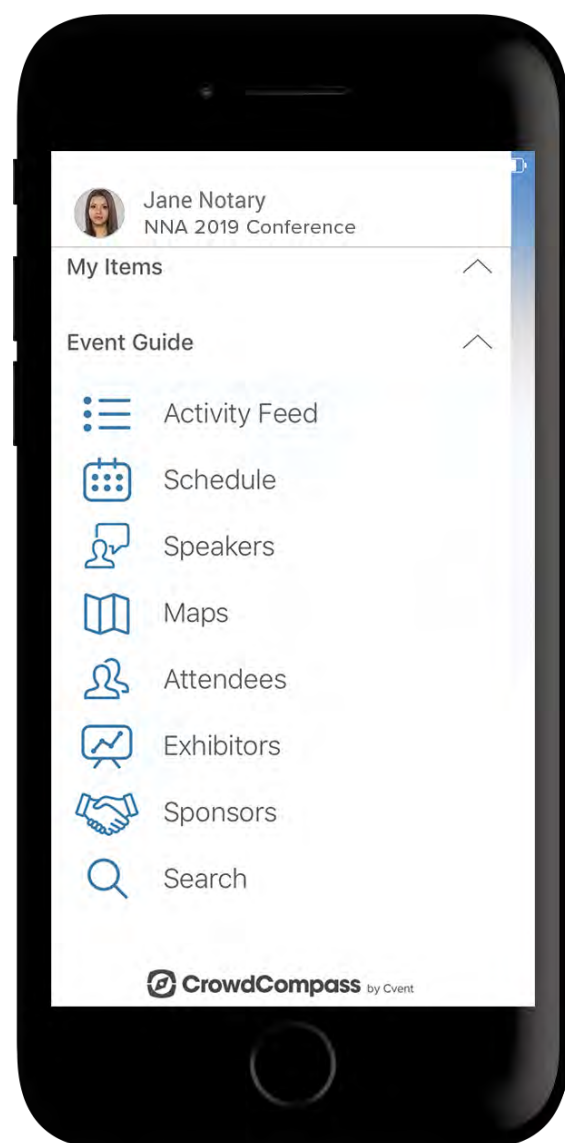 Jane Notary
NNA 2019 Conference
My Items
Event Guide
Activity Feed
Schedule
Speakers
Maps
Attendees
Exhibitors
Sponsors
Search
CrowdCompass by Cvent